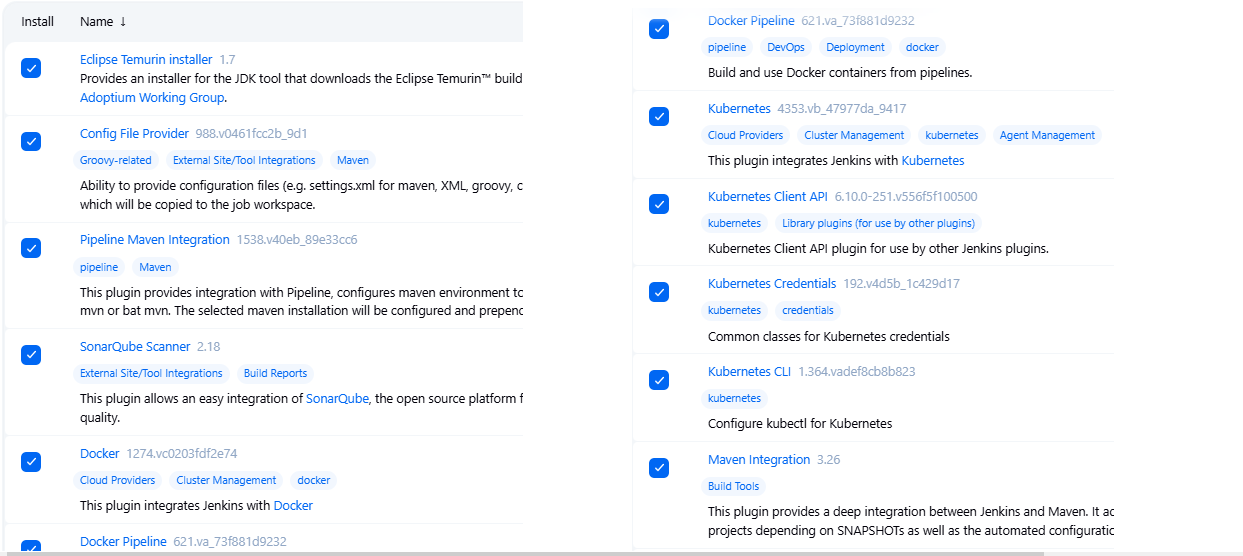 Install Name ↓
Eclipse Temurin installer 1.7
Provides an installer for the JDK tool that downloads the Eclipse Temurin™ build
Adoptium Working Group.
Config File Provider 988.v0461fcc2b_9d1
Groovy-related External Site/Tool Integrations Maven
Ability to provide configuration files (e.g. settings.xml for maven, XML, groovy, c
which will be copied to the job workspace.
Pipeline Maven Integration 1538.v40eb_89e33cc6
pipeline Maven
This plugin provides integration with Pipeline, configures maven environment to
mvn or bat mvn. The selected maven installation will be configured and prepend
SonarQube Scanner 2.18
External Site/Tool Integrations Build Reports
This plugin allows an easy integration of SonarQube, the open source platform f
quality.
Docker 1274.vc0203fdf2e74
Cloud Providers Cluster Management docker
This plugin integrates Jenkins with Docker
Docker Pipeline 621.va_73f881d9232
Docker Pipeline 621.va_73f881d9232
pipeline DevOps Deployment docker
Build and use Docker containers from pipelines.
Kubernetes 4353.vb_47977da_9417
Cloud Providers Cluster Management kubernetes Agent Management
This plugin integrates Jenkins with Kubernetes
Kubernetes Client API 6.10.0-251.v556f5f100500
kubernetes Library plugins (for use by other plugins)
Kubernetes Client API plugin for use by other Jenkins plugins.
Kubernetes Credentials 192.v4d5b_1c429d17
kubernetes credentials
Common classes for Kubernetes credentials
Kubernetes CLI 1.364.vadef8cb8b823
kubernetes
Configure kubectl for Kubernetes
Maven Integration 3.26
Build Tools
This plugin provides a deep integration between Jenkins and Maven. It ac
projects depending on SNAPSHOTs as well as the automated configuratic